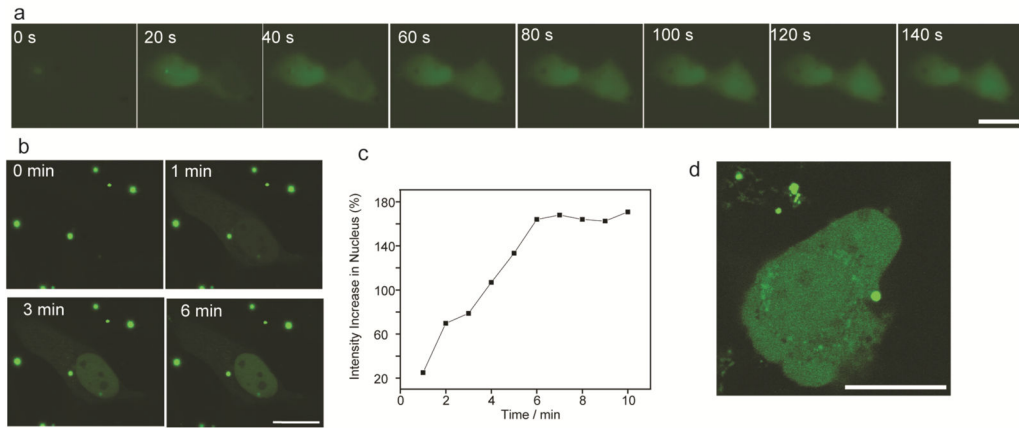 a
0 s 20 s 40 s 60 s 80 s 100 s 120 s 140 s
b
0 min 1 min
3 min 6 min
c
Intensity Increase in Nucleus (%)
180
140
100
60
20
0 2 4 6 8 10
Time / min
d